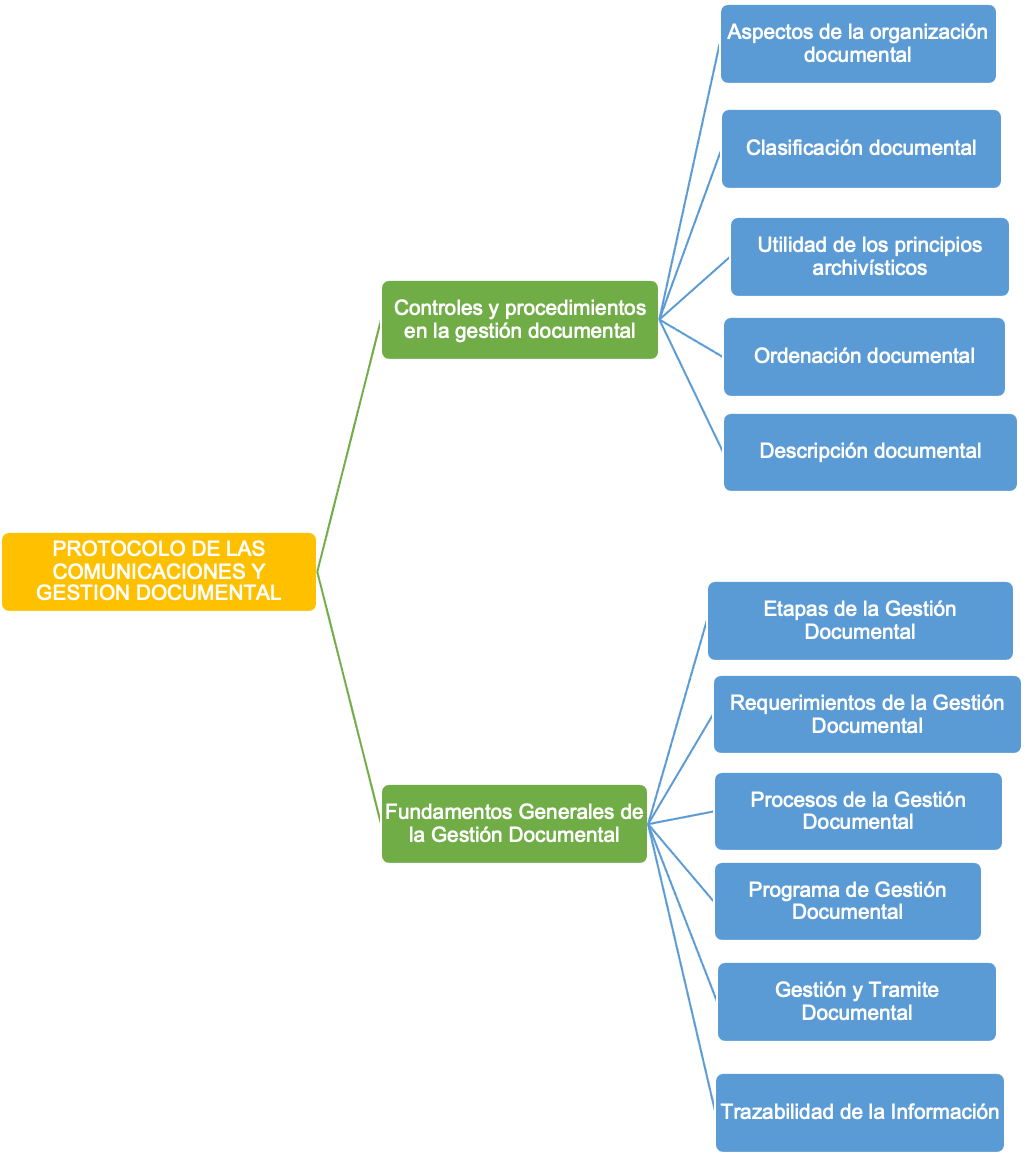 Aspectos de la organización
documental
Clasificación documental
Utilidad de los principios
archivísticos
Controles y procedimientos
en la gestión documental
Ordenación documental
Descripción documental
PROTOCOLO DE LAS
COMUNICACIONES Y
GESTION DOCUMENTAL
Etapas de la Gestión
Documental
Requerimientos de la Gestión
Documental
Procesos de la Gestión
Documental
Fundamentos Generales de
la Gestión Documental
Programa de Gestión
Documental
Gestión y Tramite
Documental
Trazabilidad de la Información